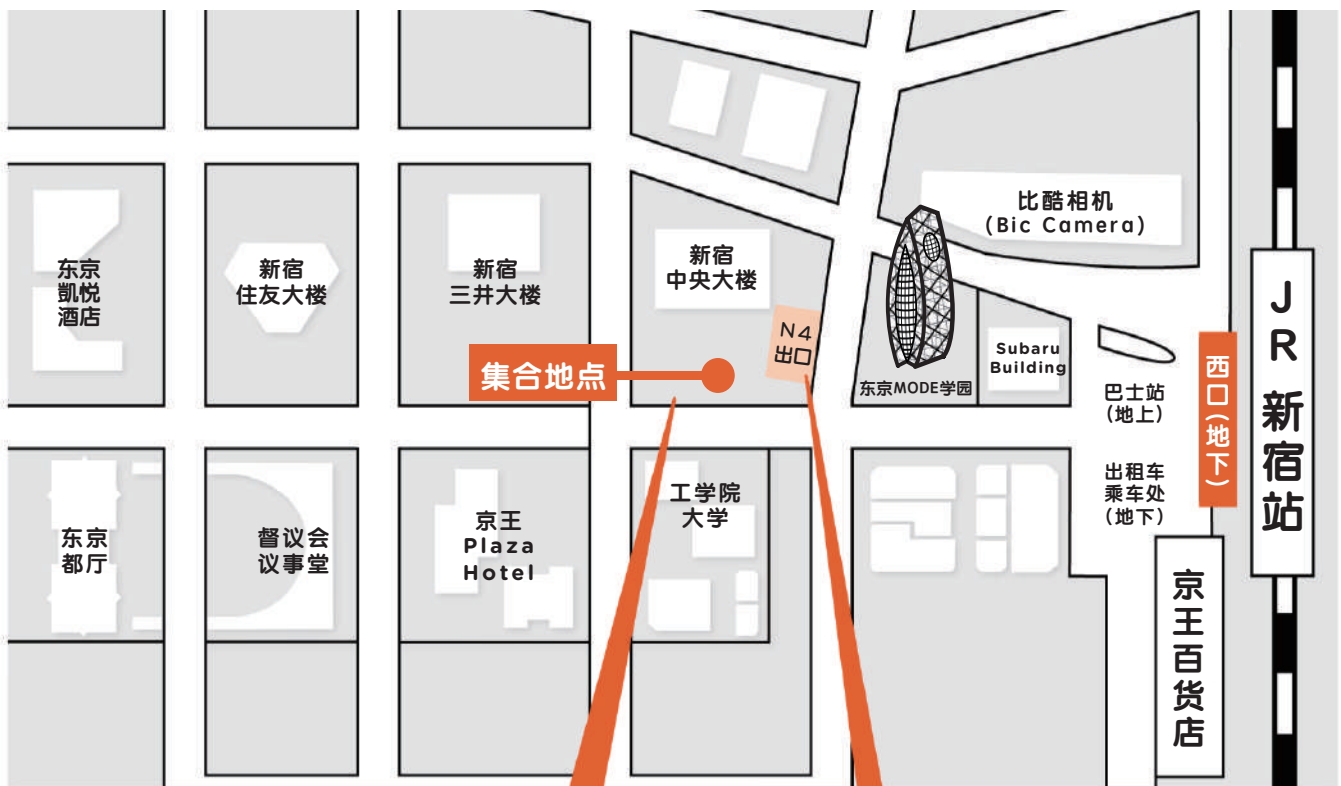 比酷相机
(Bic Camera)
东京
凯悦
酒店
新宿
住友大楼
新宿
三井大楼
新宿
中央大楼
N4
出口
集合地点
东京MODE学园
Subaru
Building
巴士站
(地上)
西口(地下)
JR 新宿站
东京
都厅
督议会
议事堂
京王
Plaza
Hotel
工学院
大学
出租车
乘车处
(地下)
京王百货店